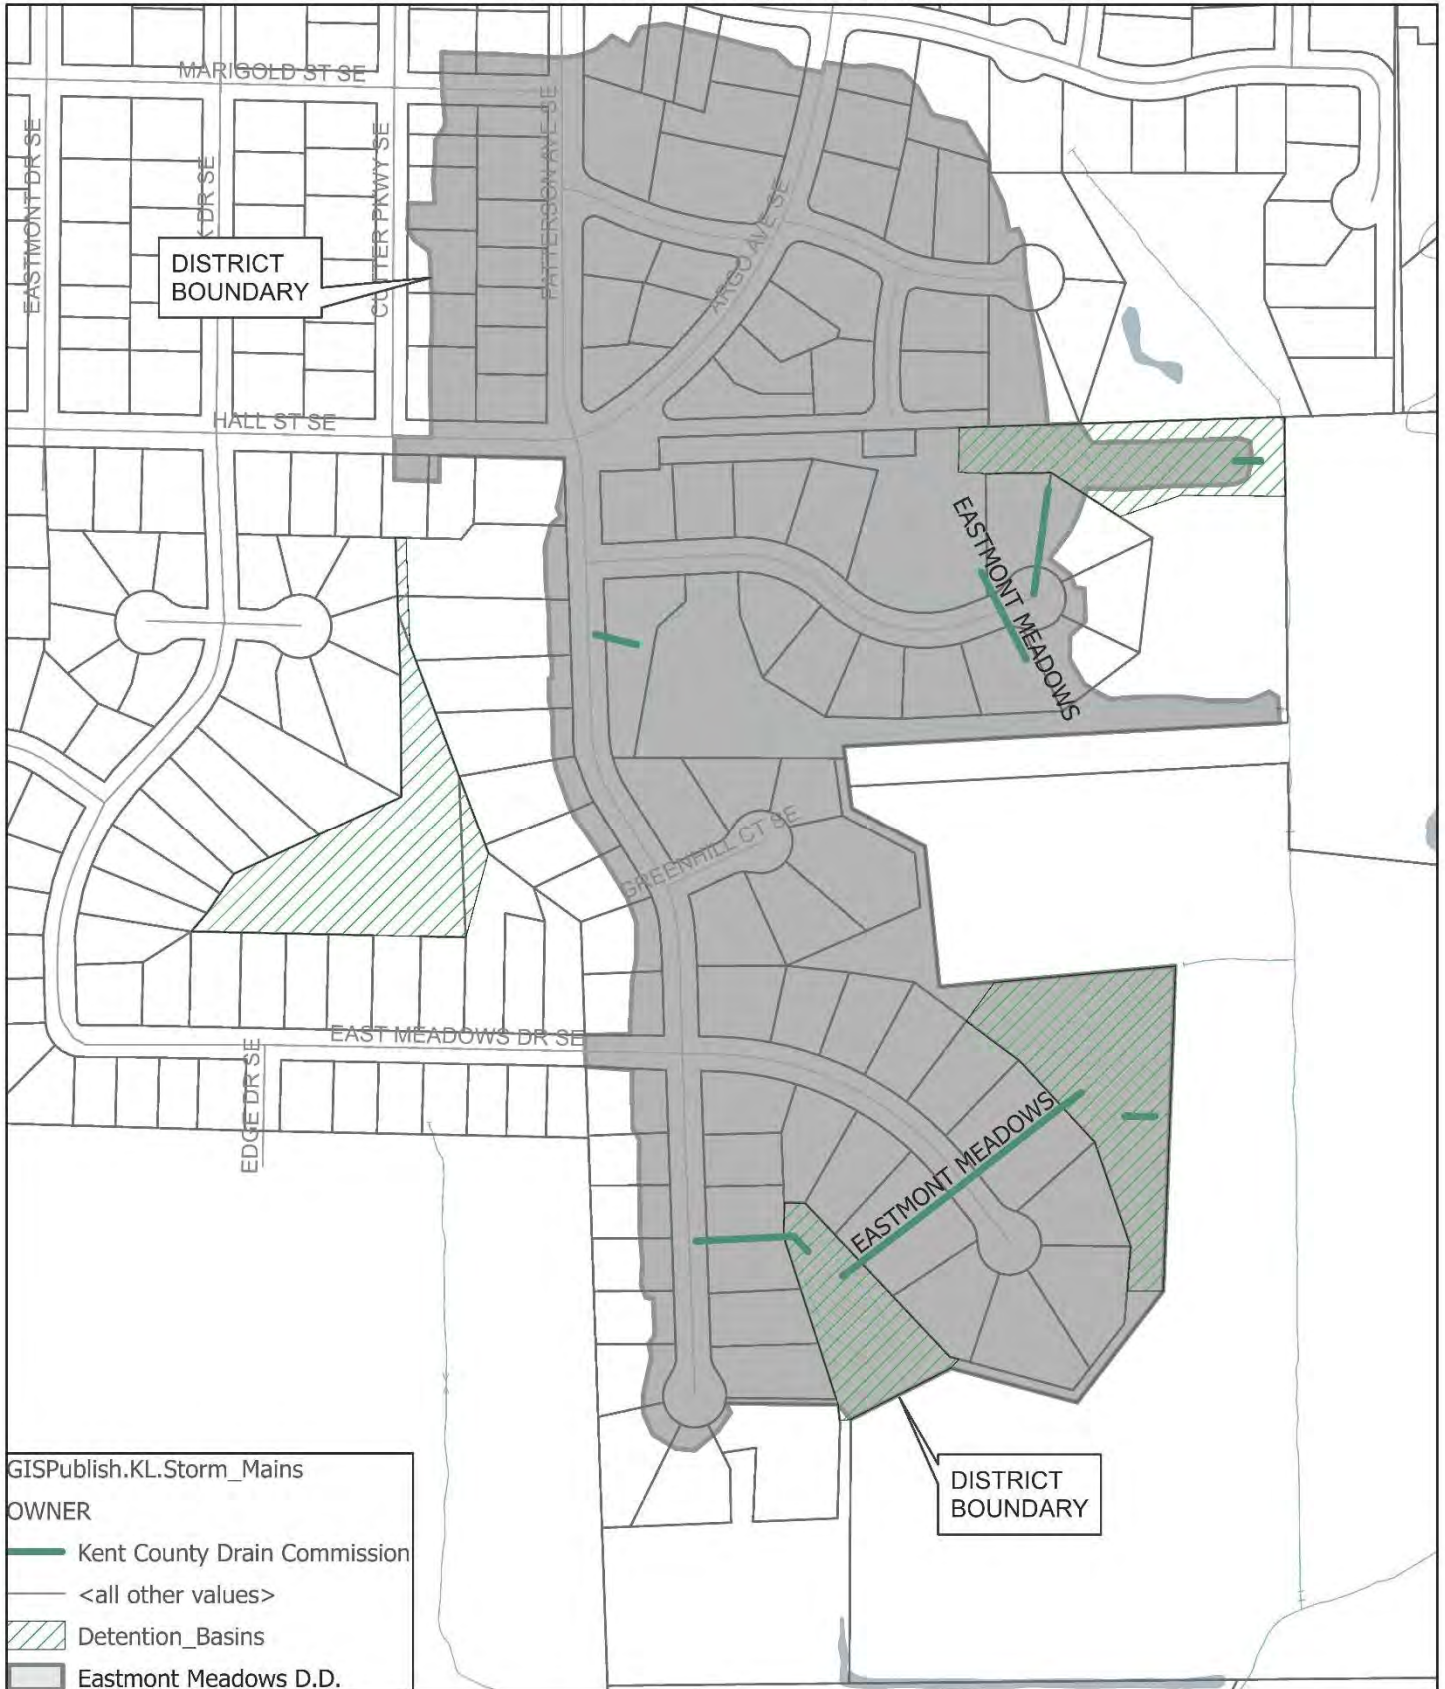 MARIGOLD ST SE
EASTMONT DR SE
K DR SE
CUTTER PKWY SE
PATTERSON AVE SE
ARGO AVE SE
DISTRICT
BOUNDARY
HALL ST SE
EASTMONT MEADOWS
GREENHILL CT SE
EAST MEADOWS DR SE
EDGE DR SE
EASTMONT MEADOWS
DISTRICT
BOUNDARY
GISPublish.KL.Storm_Mains
OWNER
Kent County Drain Commission
<all other values>
Detention_Basins
Eastmont Meadows D.D.